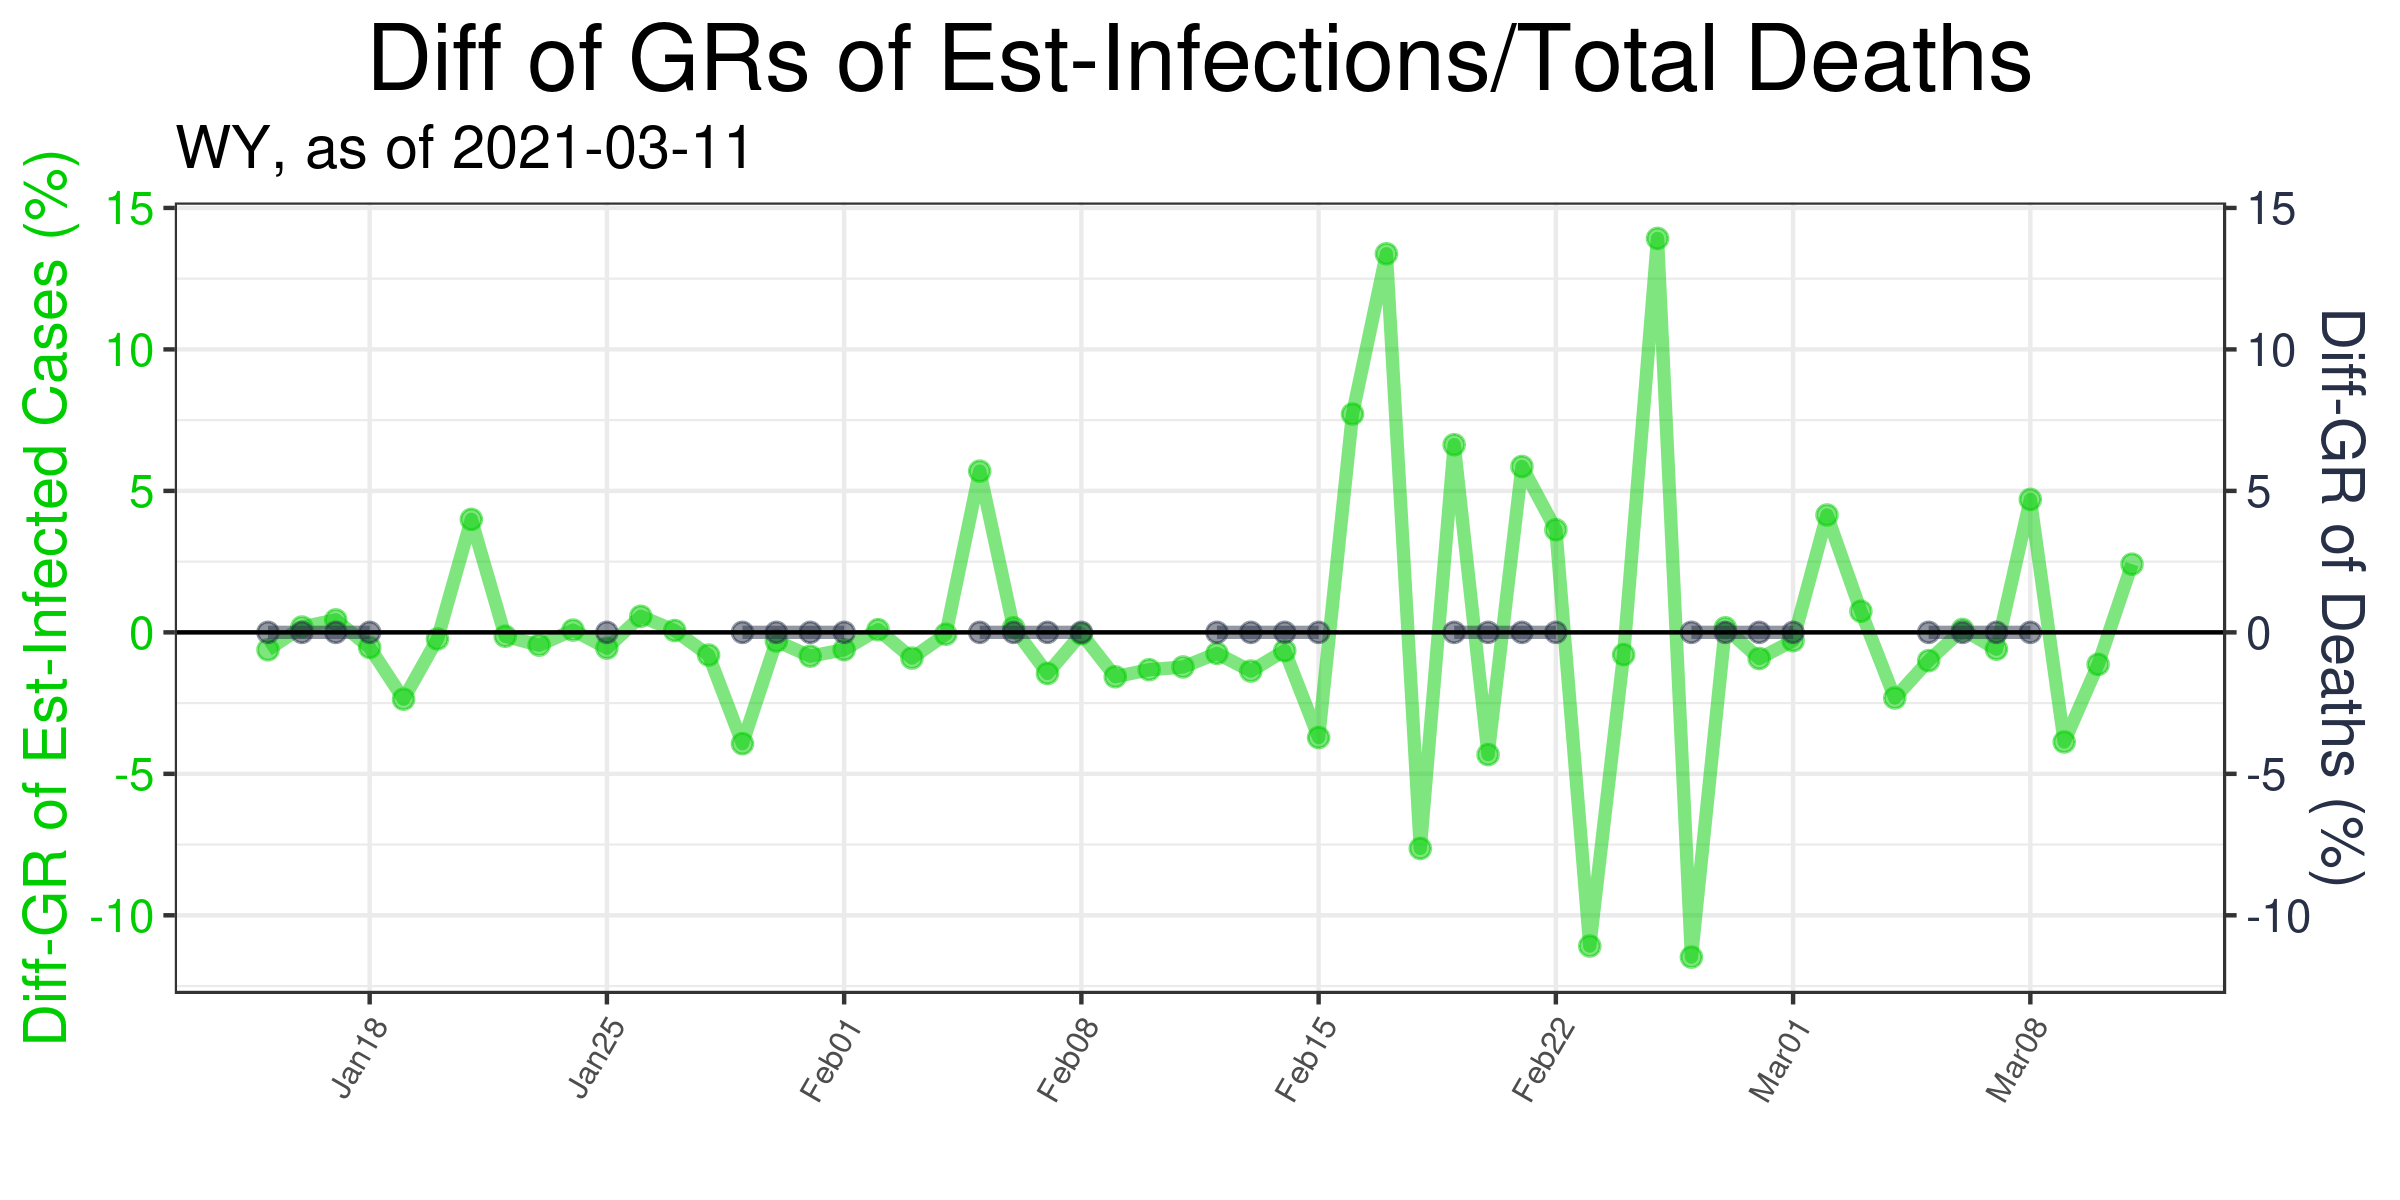 Diff of GRs of Est-Infections/Total Deaths
WY, as of 2021-03-11
Diff-GR of Est-Infected Cases (%)
15
10
5
0
-5
-10
15
10
5
0
-5
-10
Diff-GR of Deaths (%)
Jan18
Jan25
Feb01
Feb08
Feb15
Feb22
Mar01
Mar08